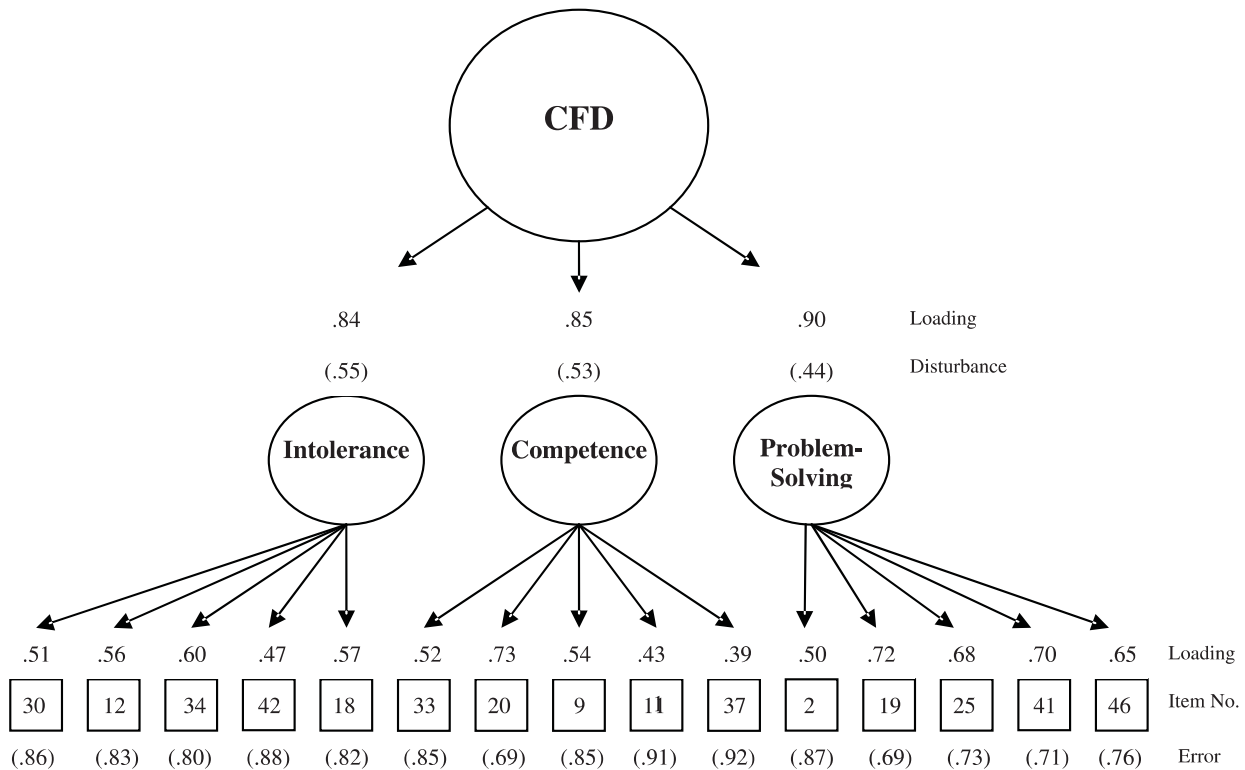 CFD
.84 .85 .90 Loading
(.55) (.53) (.44) Disturbance
Intolerance Competence Problem-
Solving
.51 .56 .60 .47 .57 .52 .73 .54 .43 .39 .50 .72 .68 .70 .65 Loading
30 12 34 42 18 33 20 9 11 37 2 19 25 41 46 Item No.
(.86) (.83) (.80) (.88) (.82) (.85) (.69) (.85) (.91) (.92) (.87) (.69) (.73) (.71) (.76) Error